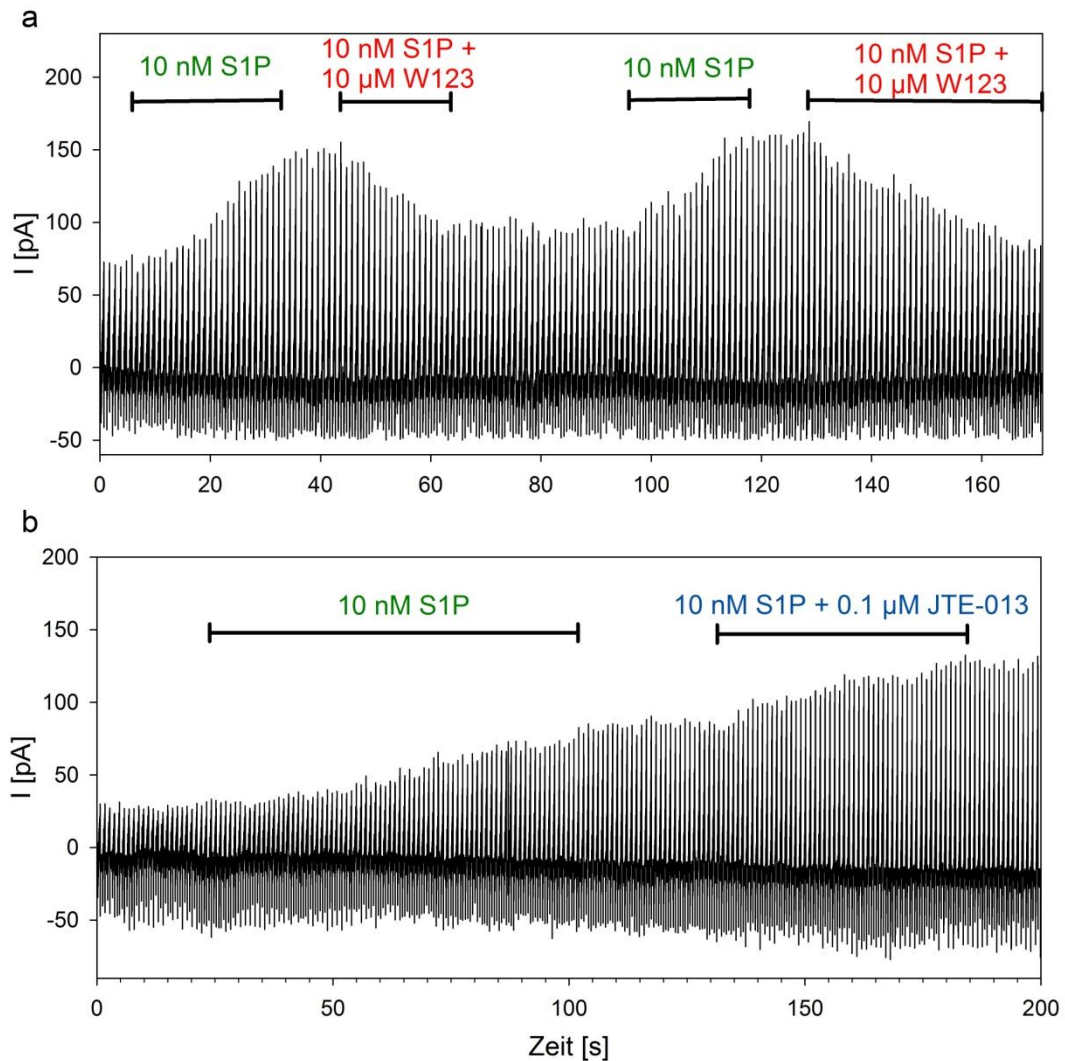 a
10 nM S1P
10 nM S1P +
10 µM W123
10 nM S1P
10 nM S1P +
10 µM W123
200
150
100
50
0
-50
I [pA]
0 20 40 60 80 100 120 140 160
b
10 nM S1P
10 nM S1P + 0.1 µM JTE-013
200
150
100
50
0
-50
I [pA]
0 50 100 150 200
Zeit [s]